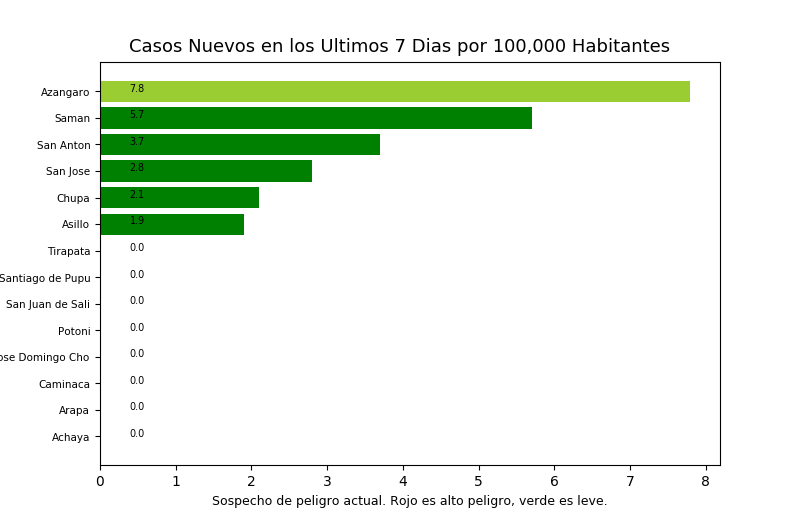 Casos Nuevos en los Ultimos 7 Dias por 100,000 Habitantes
Azangaro 7.8
Saman 5.7
San Anton 3.7
San Jose 2.8
Chupa 2.1
Asillo 1.9
Tirapata 0.0
Santiago de Pupu 0.0
San Juan de Sali 0.0
Potoni 0.0
ose Domingo Cho 0.0
Caminaca 0.0
Arapa 0.0
Achaya 0.0
0 1 2 3 4 5 6 7 8
Sospecho de peligro actual. Rojo es alto peligro, verde es leve.